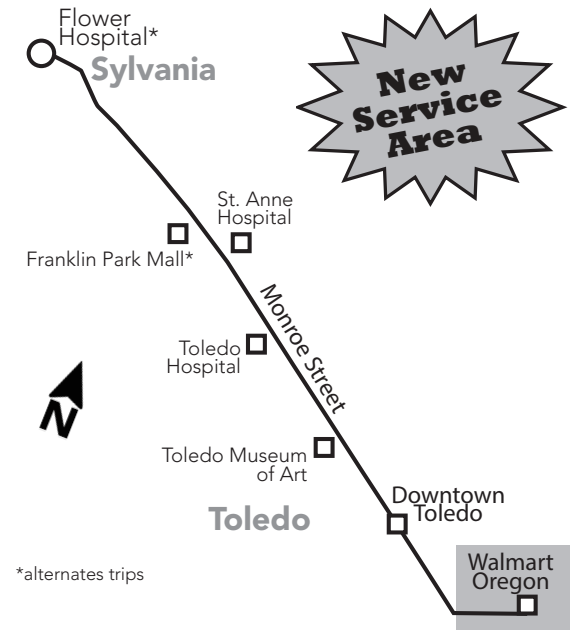 Flower
Hospital*
Sylvania
New
Service
Area
St. Anne
Hospital
Franklin Park Mall*
Monroe Street
Toledo
Hospital
N
Toledo Museum
of Art
Downtown
Toledo
Toledo
Walmart
Oregon
*alternates trips